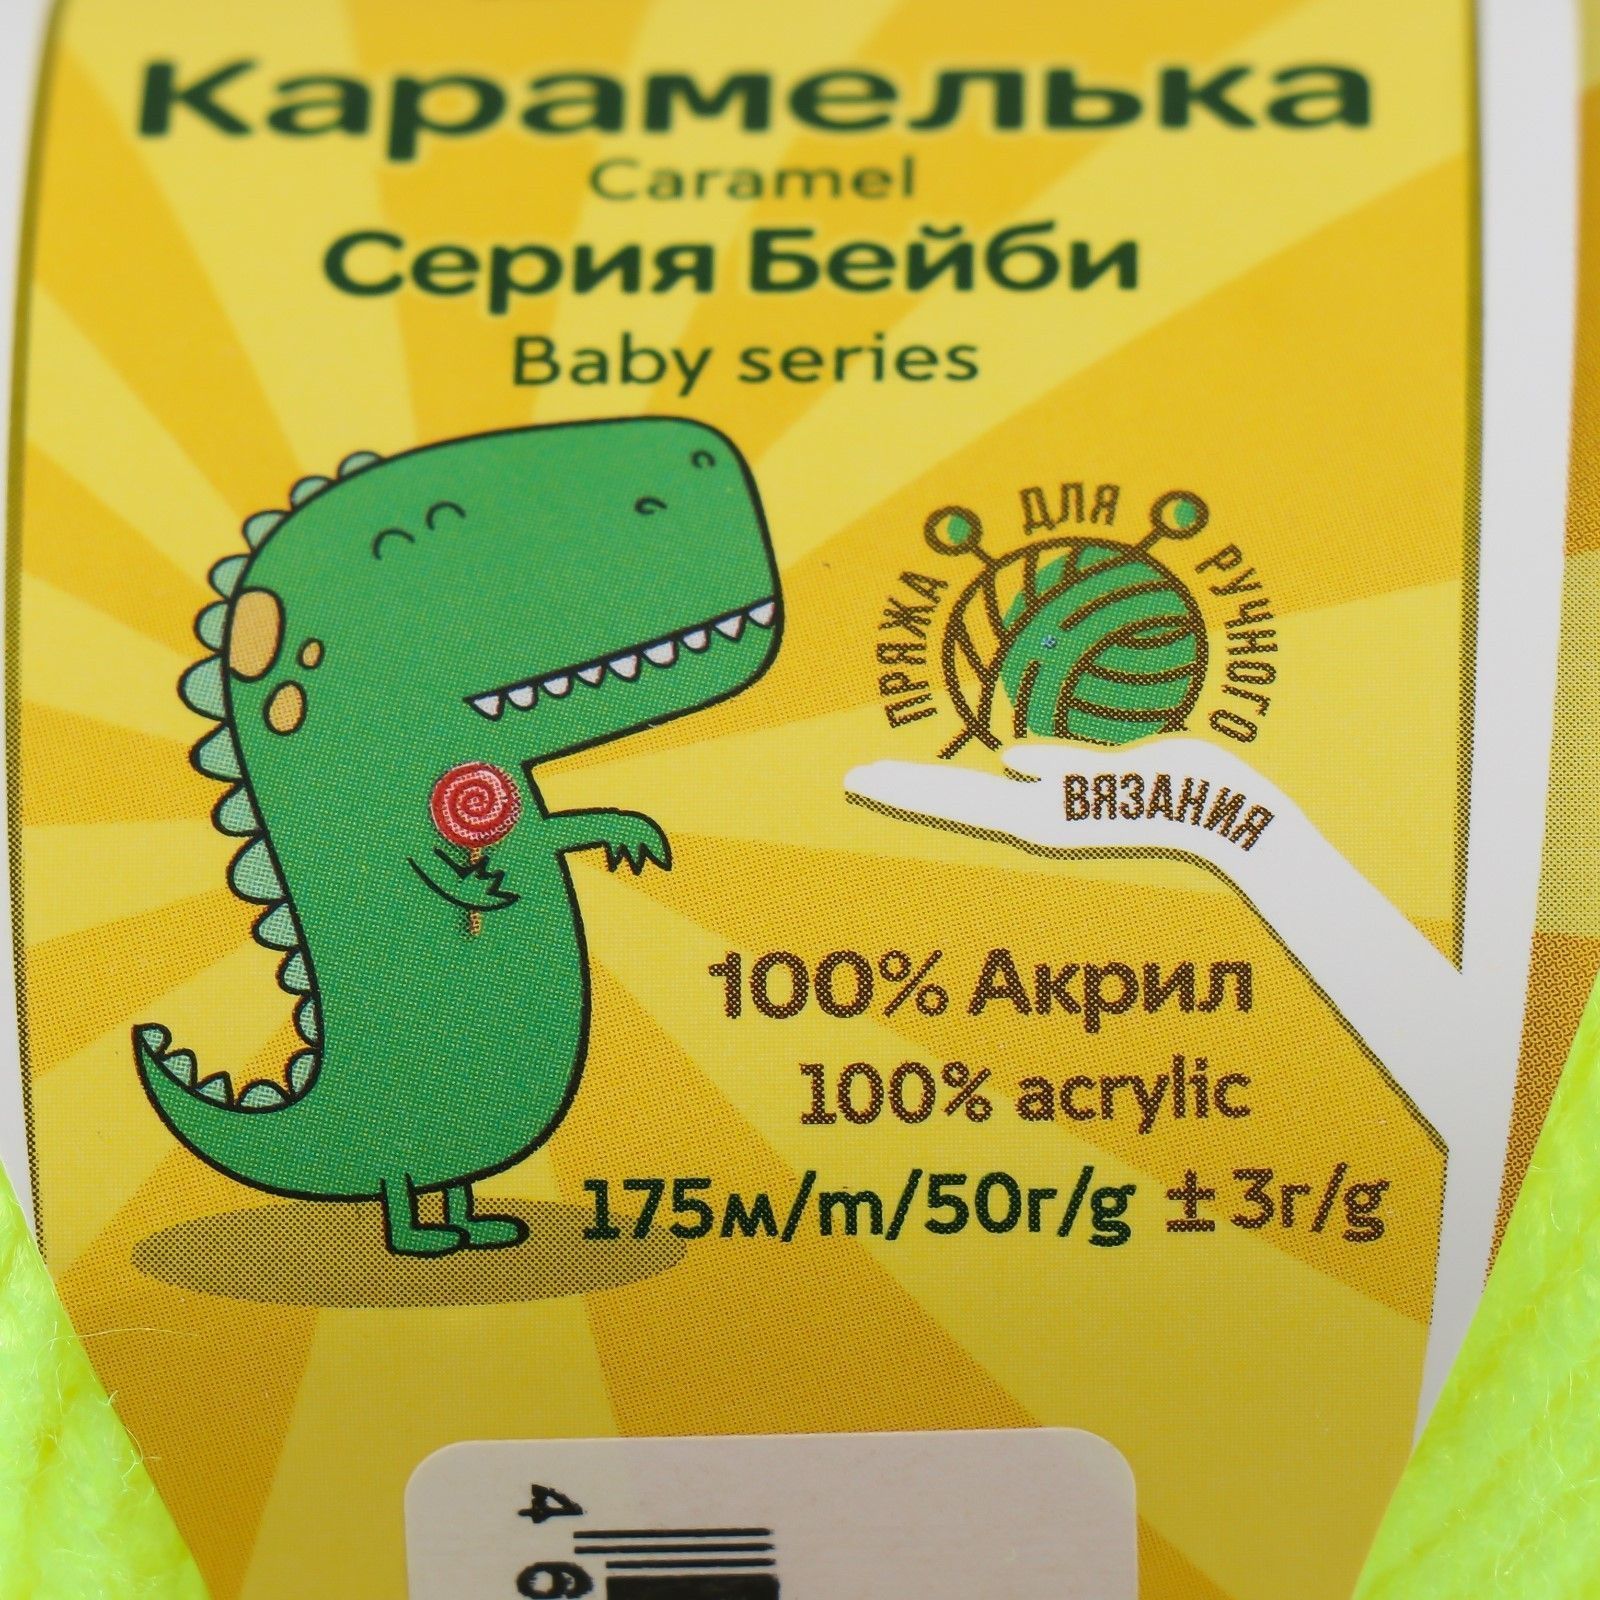 Карамелька
Caramel
Серия Бейби
Baby series
ПРЯЖА ДЛЯ РУЧНОГО
ВЯЗАНИЯ
100% Акрил
100% acrylic
175м/m/50г/g ±3г/g
4 6